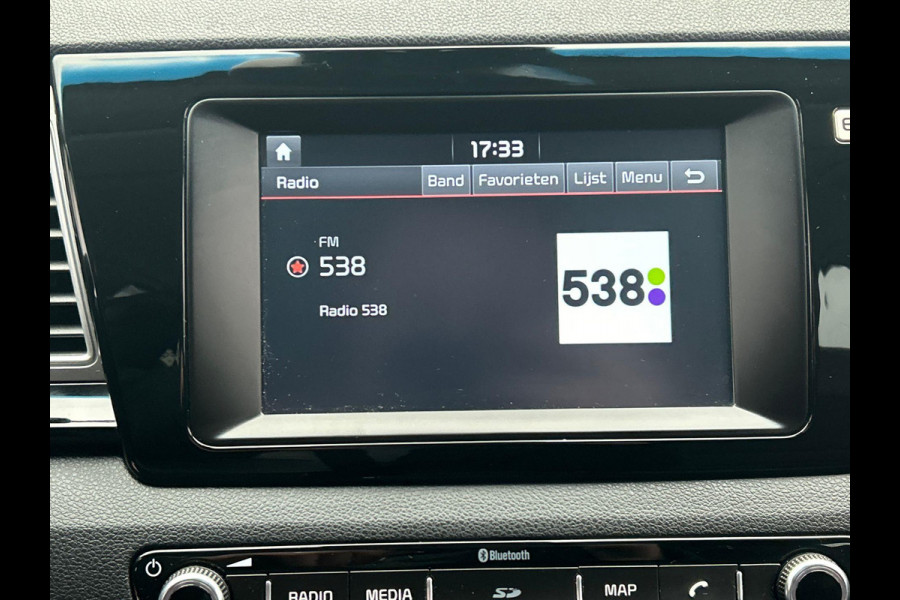 17:33
Radio Band Favorieten Lijst Menu
FM
538
Radio 538
538
Bluetooth
RADIO MEDIA SD MAP